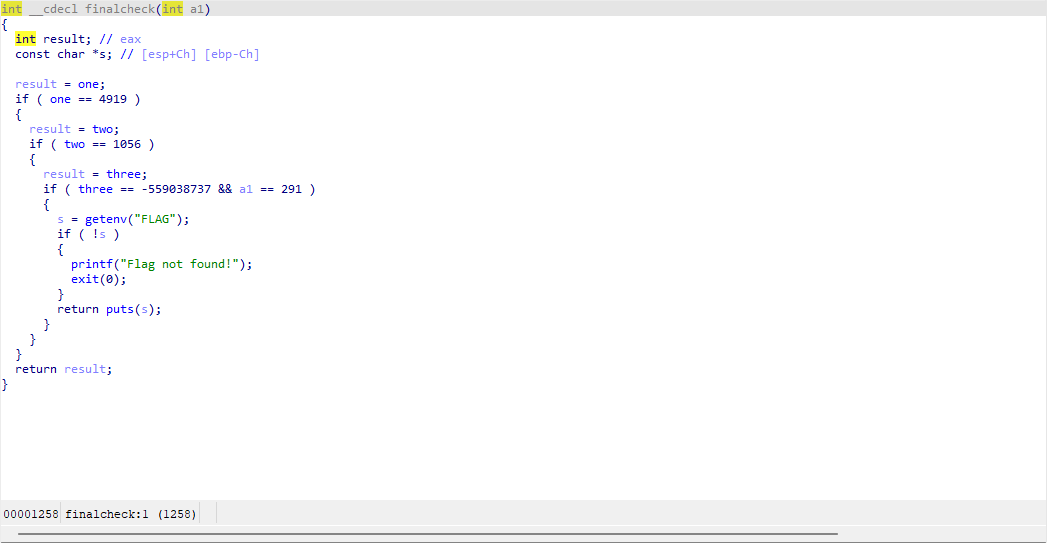 int __cdecl finalcheck(int a1)
{
  int result; // eax
  const char *s; // [esp+Ch] [ebp-Ch]

  result = one;
  if ( one == 4919 )
  {
    result = two;
    if ( two == 1056 )
    {
      result = three;
      if ( three == -559038737 && a1 == 291 )
      {
        s = getenv("FLAG");
        if ( !s )
        {
          printf("Flag not found!");
          exit(0);
        }
        return puts(s);
      }
    }
  }
  return result;
}
00001258 finalcheck:1 (1258)